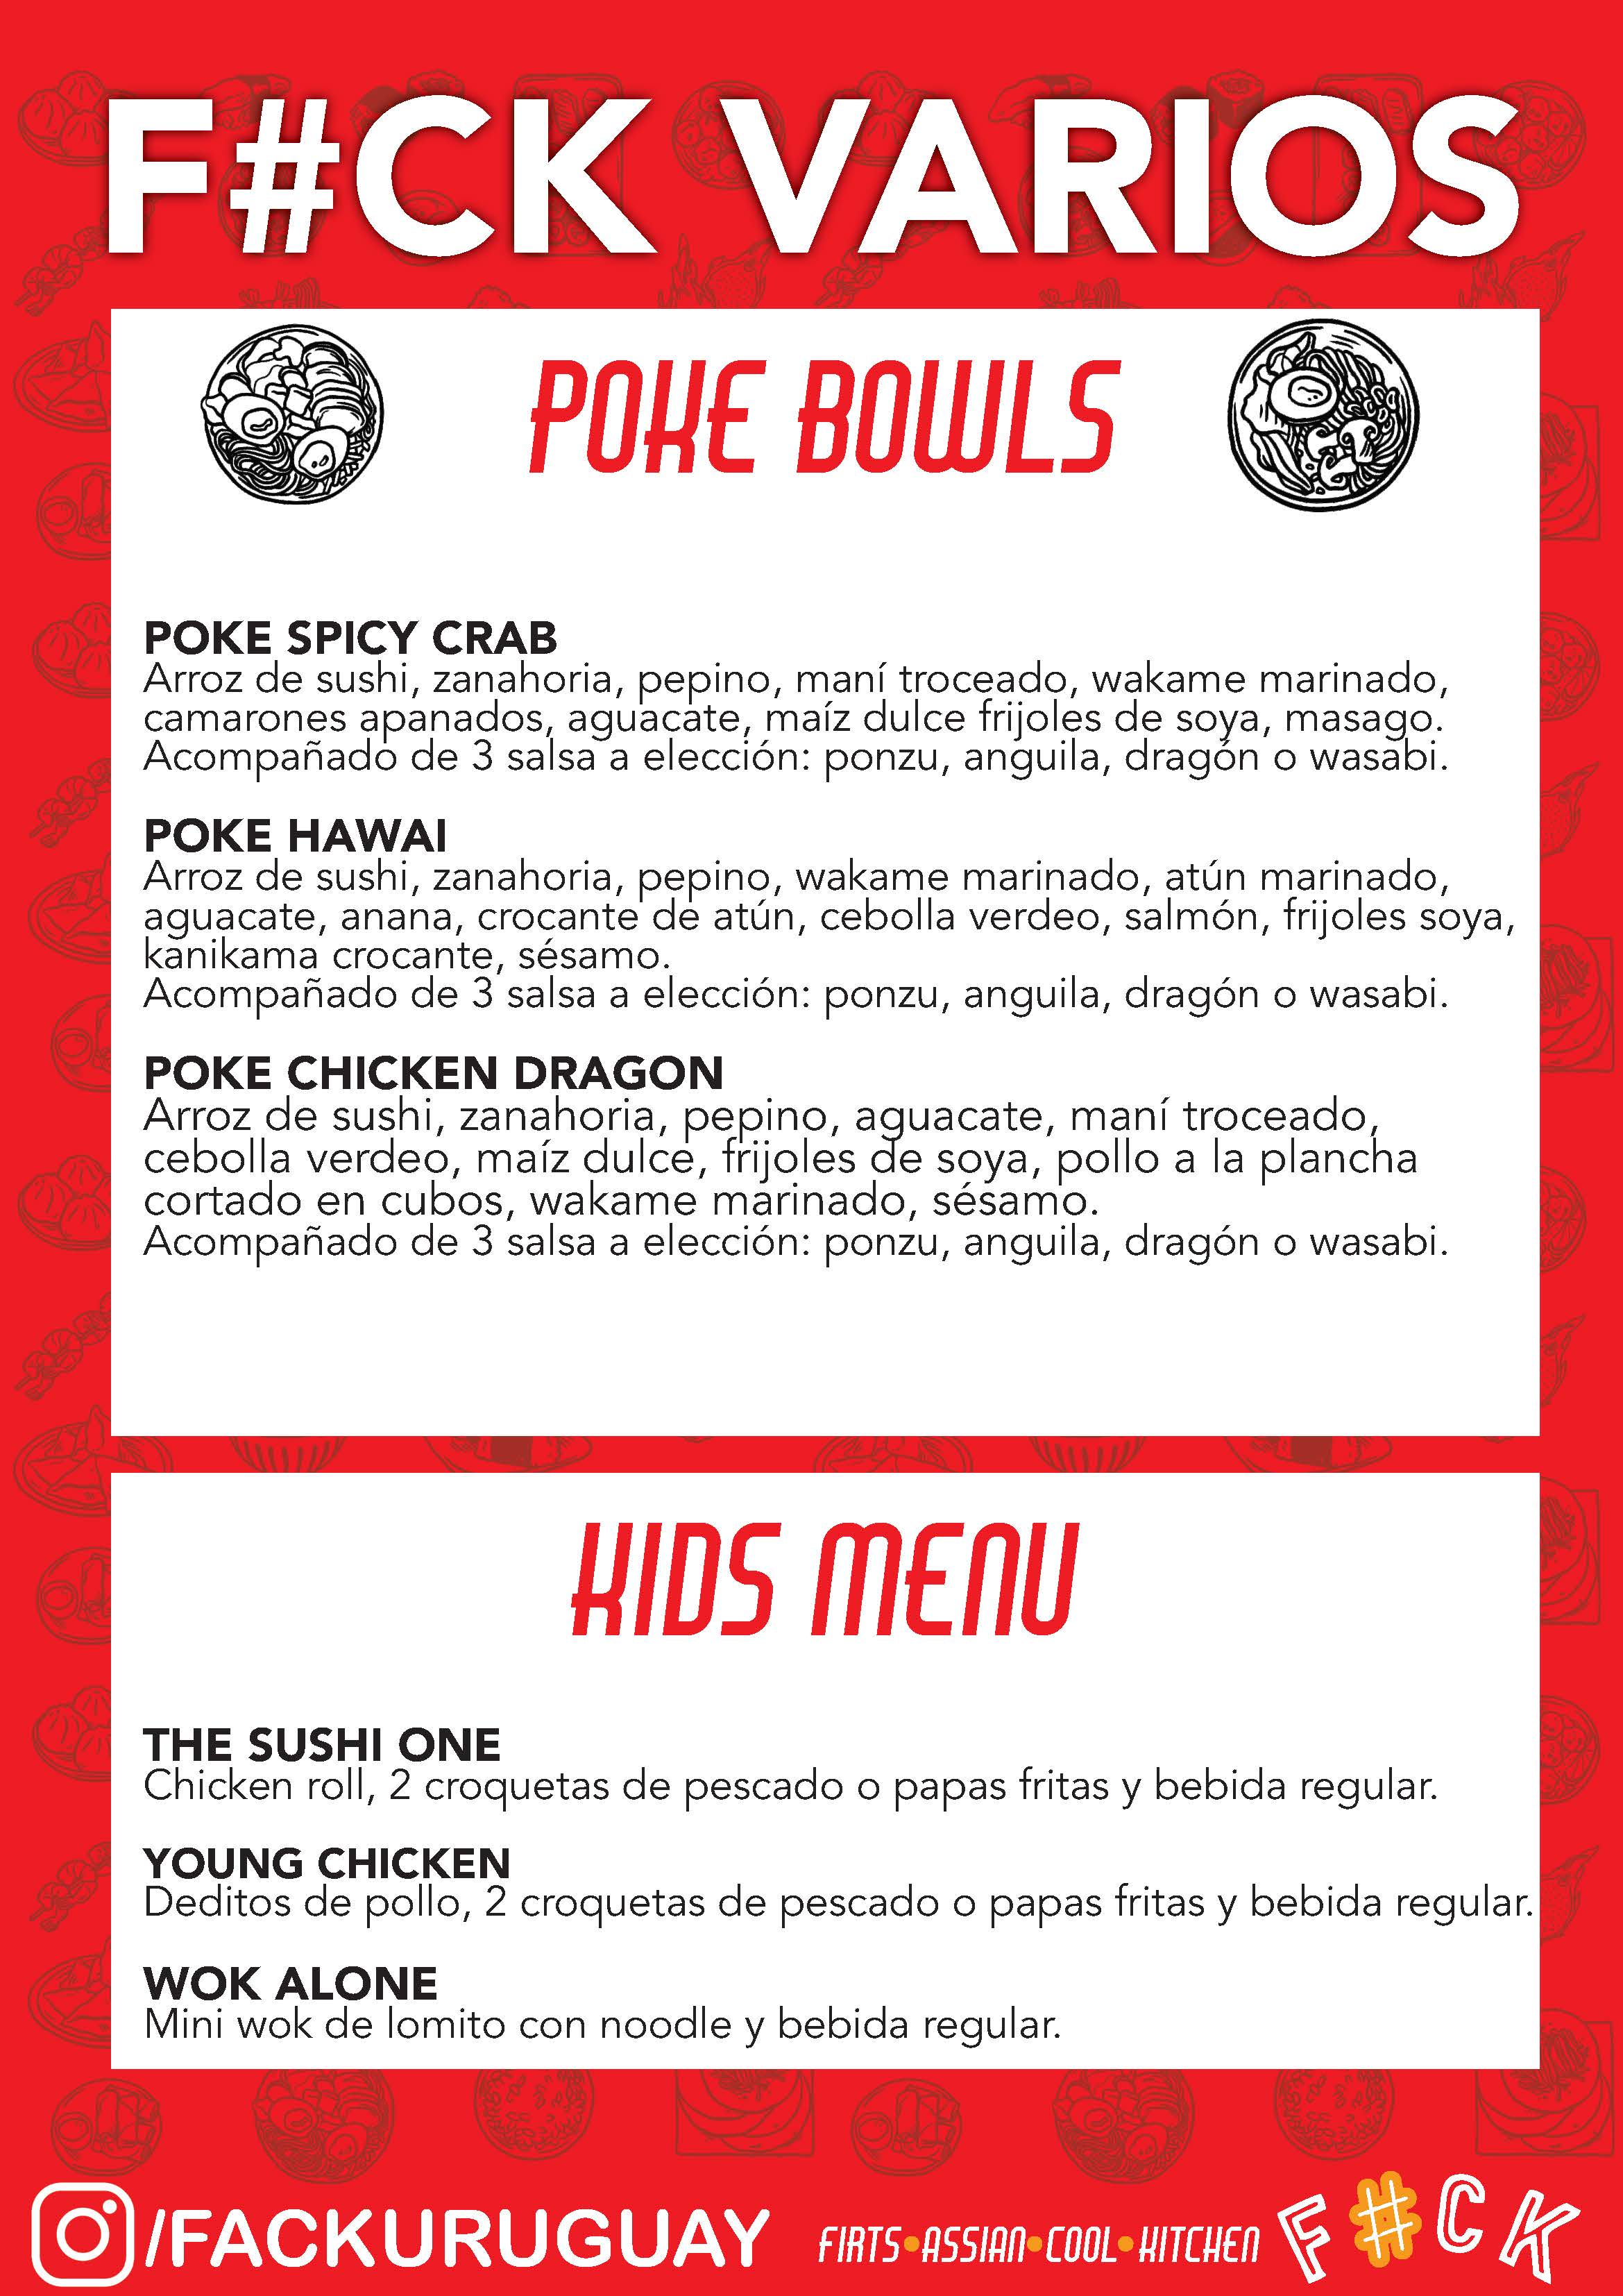 F#CK VARIOS
POKE BOWLS
POKE SPICY CRAB
Arroz de sushi, zanahoria, pepino, maní troceado, wakame marinado,
camarones apanados, aguacate, maíz dulce frijoles de soya, masago.
Acompañado de 3 salsa a elección: ponzu, anguila, dragón o wasabi.
POKE HAWAI
Arroz de sushi, zanahoria, pepino, wakame marinado, atún marinado,
aguacate, anana, crocante de atún, cebolla verdeo, salmón, frijoles soya,
kanikama crocante, sésamo.
Acompañado de 3 salsa a elección: ponzu, anguila, dragón o wasabi.
POKE CHICKEN DRAGON
Arroz de sushi, zanahoria, pepino, aguacate, maní troceado,
cebolla verdeo, maíz dulce, frijoles de soya, pollo a la plancha
cortado en cubos, wakame marinado, sésamo.
Acompañado de 3 salsa a elección: ponzu, anguila, dragón o wasabi.
KIDS MENU
THE SUSHI ONE
Chicken roll, 2 croquetas de pescado o papas fritas y bebida regular.
YOUNG CHICKEN
Deditos de pollo, 2 croquetas de pescado o papas fritas y bebida regular.
WOK ALONE
Mini wok de lomito con noodle y bebida regular.
/FACKURUGUAY
FIRTS•ASSIAN•COOL•KITCHEN
F#CK